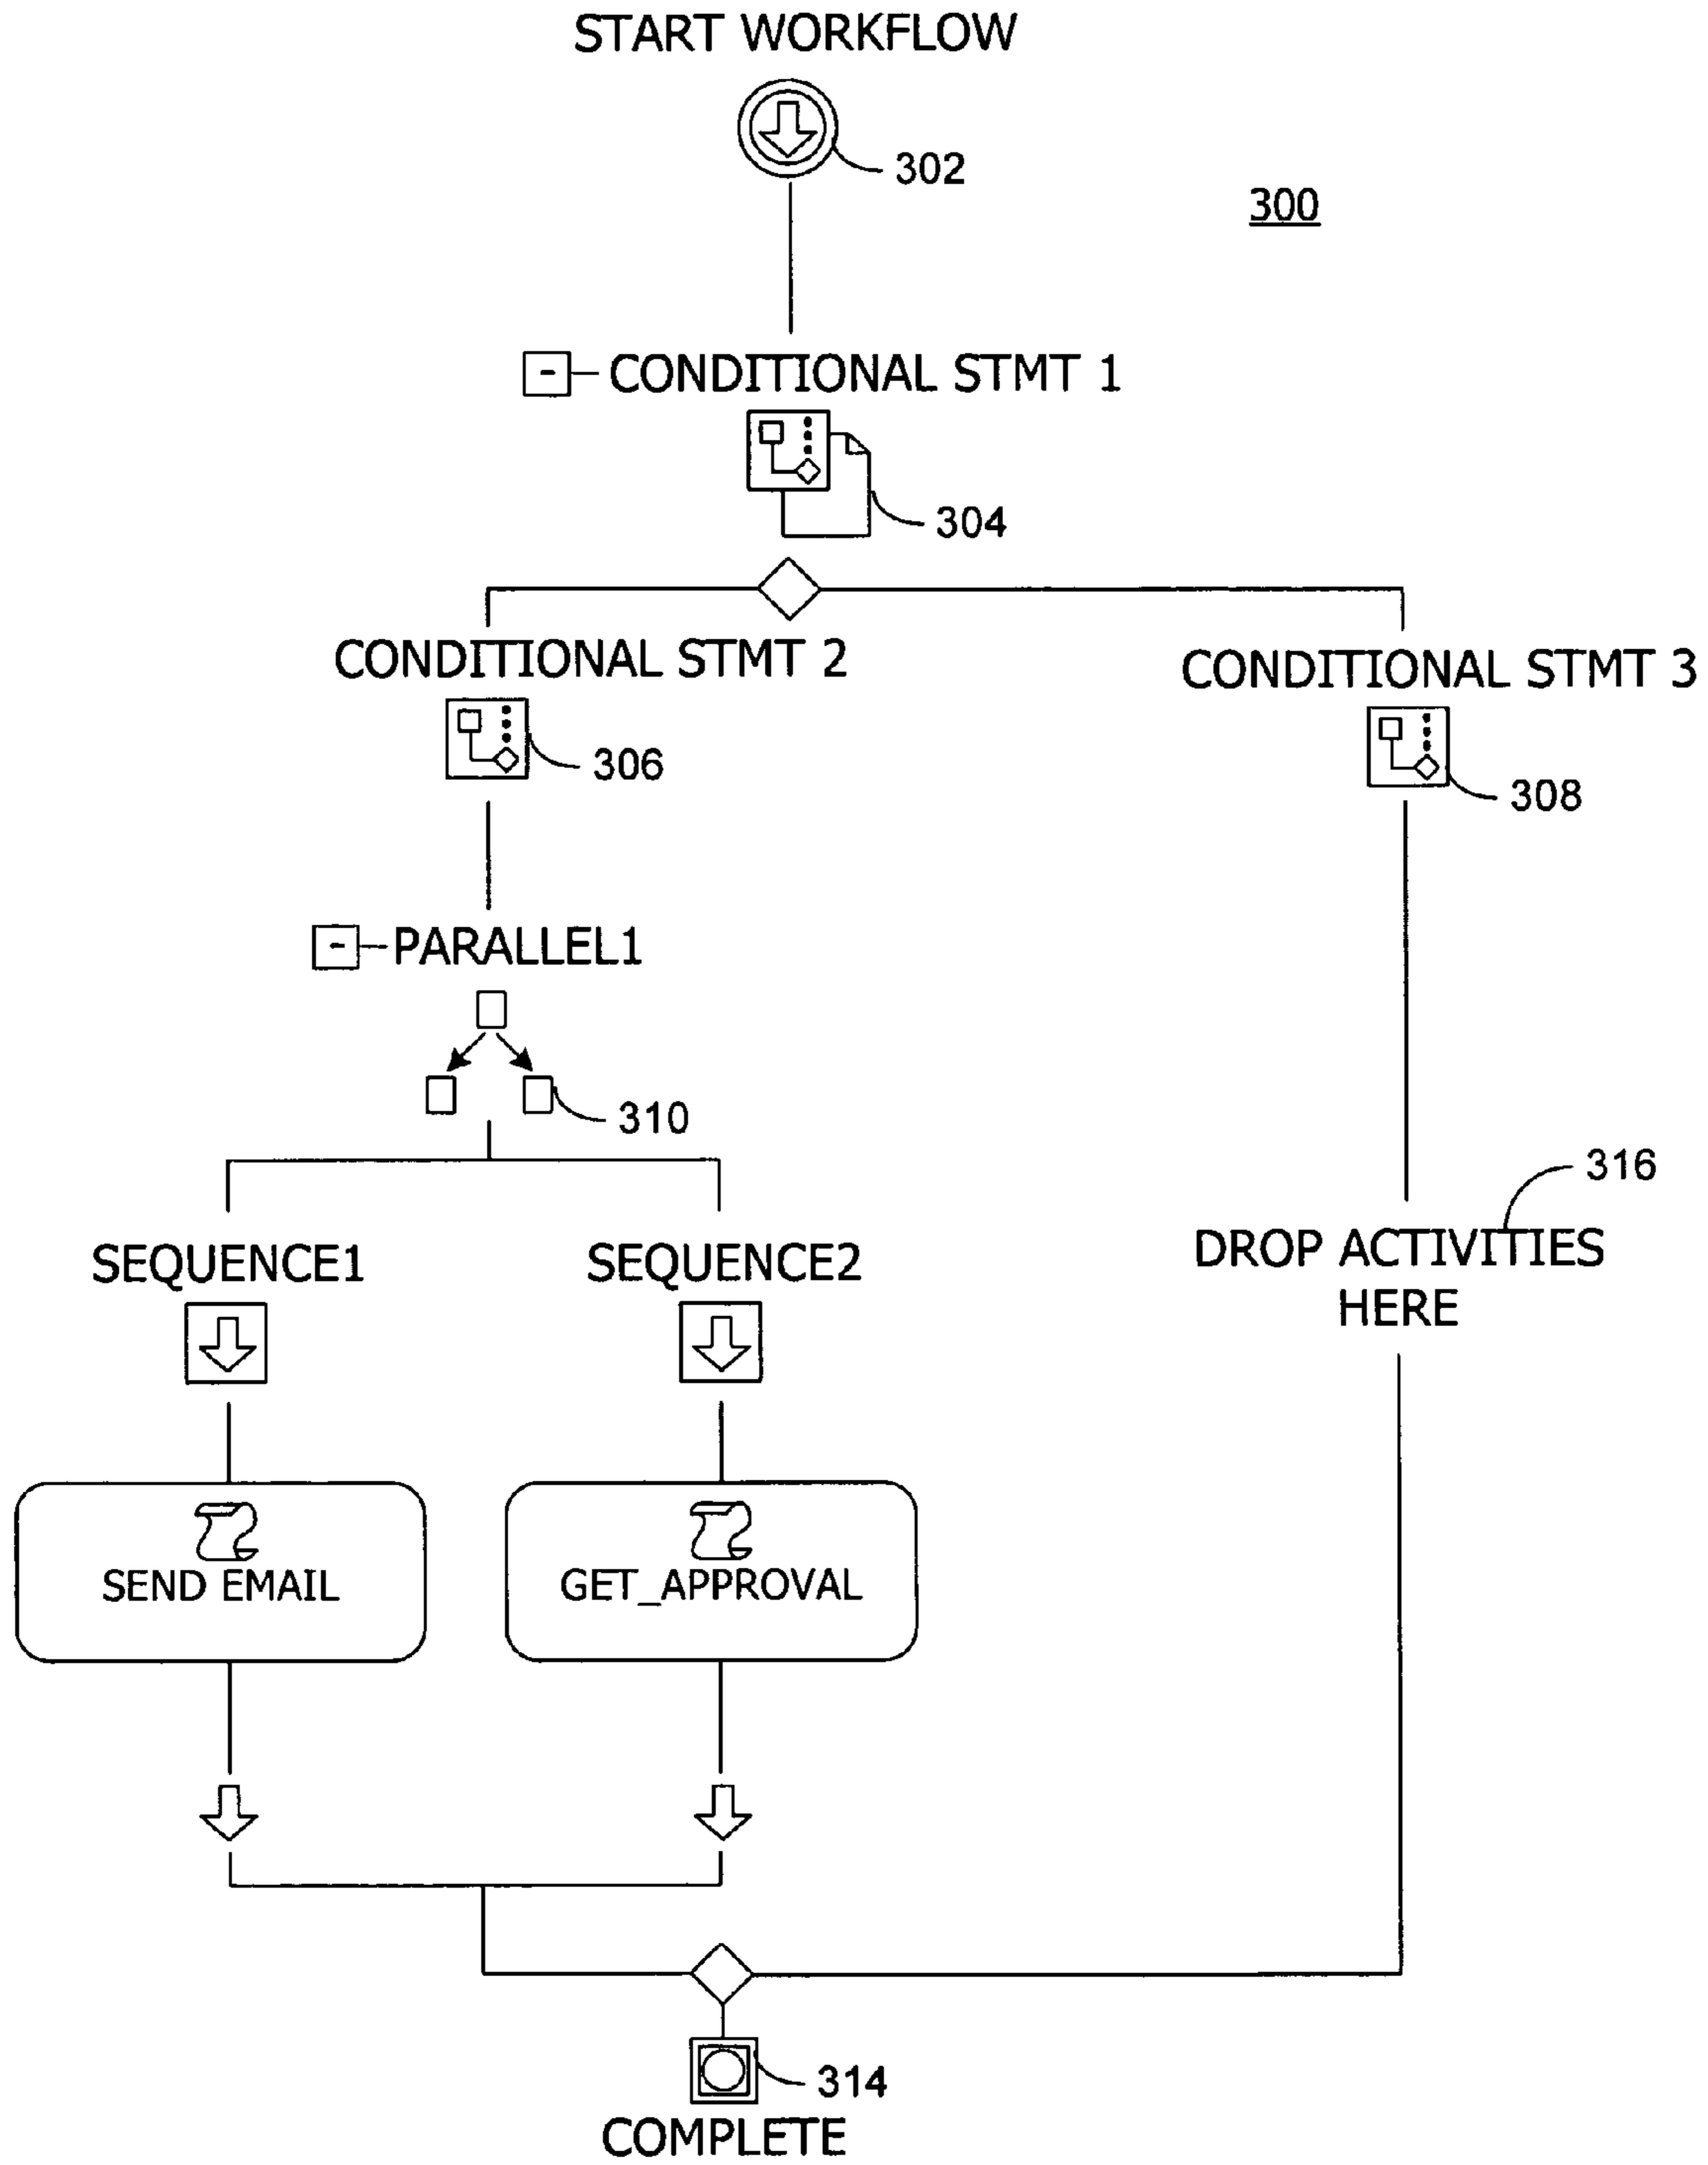 START WORKFLOW
302
300
CONDITIONAL STMT 1
304
CONDITIONAL STMT 2
CONDITIONAL STMT 3
306
308
PARALLEL1
310
316
SEQUENCE1
SEQUENCE2
DROP ACTIVITIES
HERE
SEND EMAIL
GET_APPROVAL
314
COMPLETE